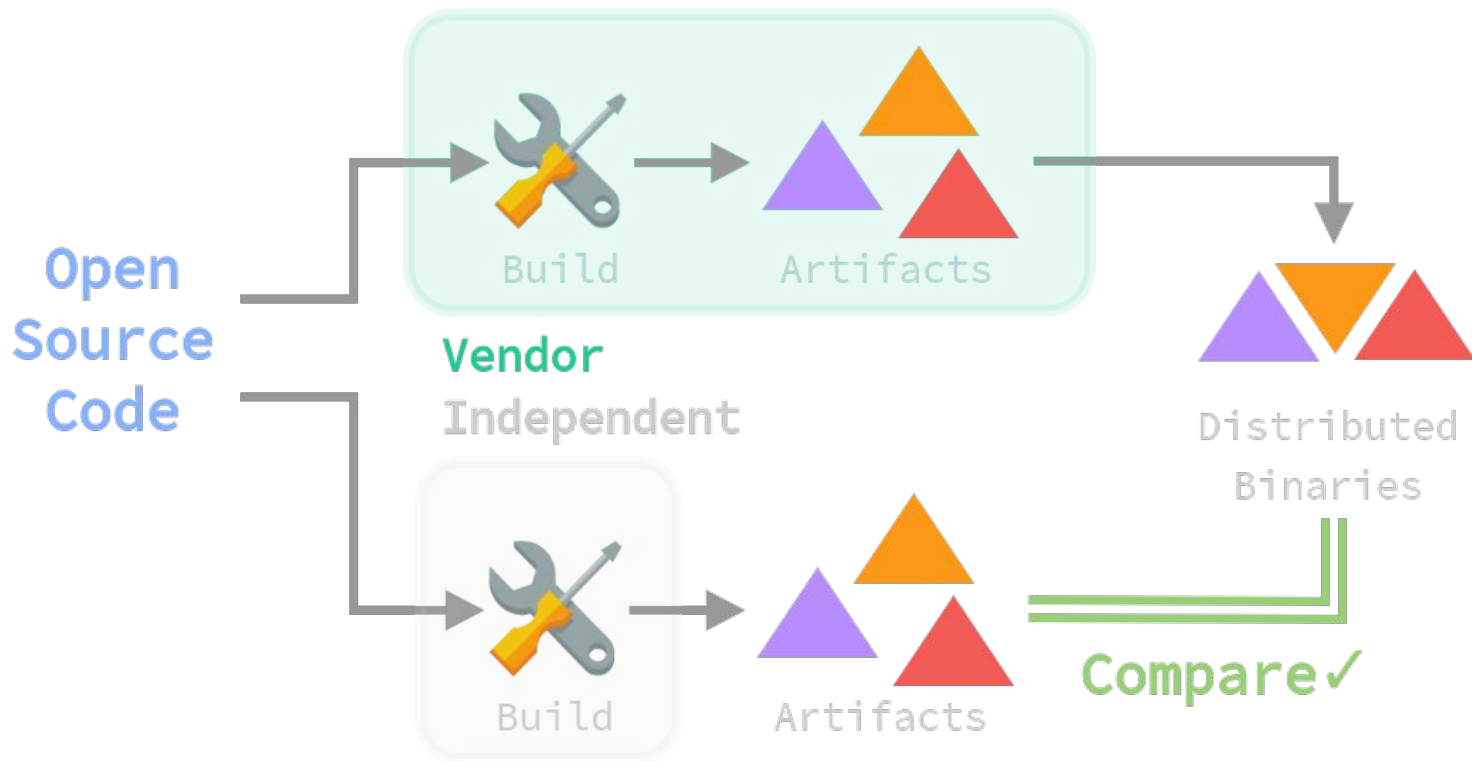 Open
Source
Code
Build
Artifacts
Vendor
Independent
Distributed
Binaries
Build
Artifacts
Compare✓